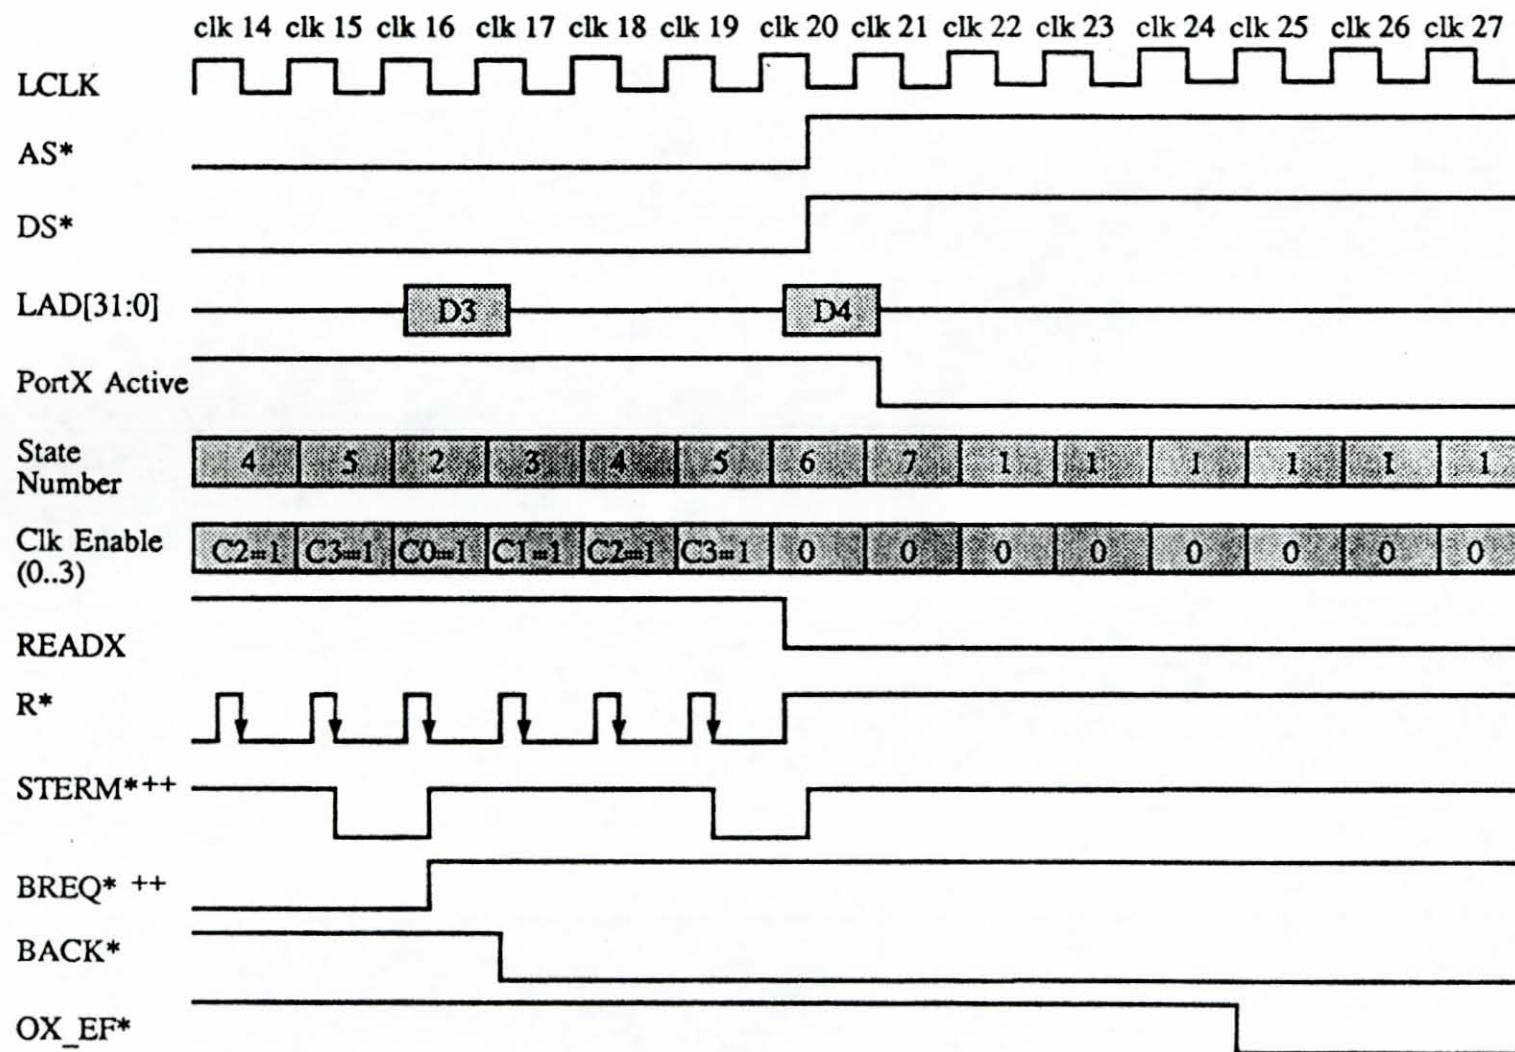 clk 14 clk 15 clk 16 clk 17 clk 18 clk 19 clk 20 clk 21 clk 22 clk 23 clk 24 clk 25 clk 26 clk 27
LCLK
AS*
DS*
LAD[31:0] D3 D4
PortX Active
State
Number
4 5 2 3 4 5 6 7 1 1 1 1 1 1
Clk Enable
(0..3)
C2=1 C3=1 C0=1 C1=1 C2=1 C3=1 0 0 0 0 0 0 0 0
READX
R*
STERM*++
BREQ* ++
BACK*
OX_EF*